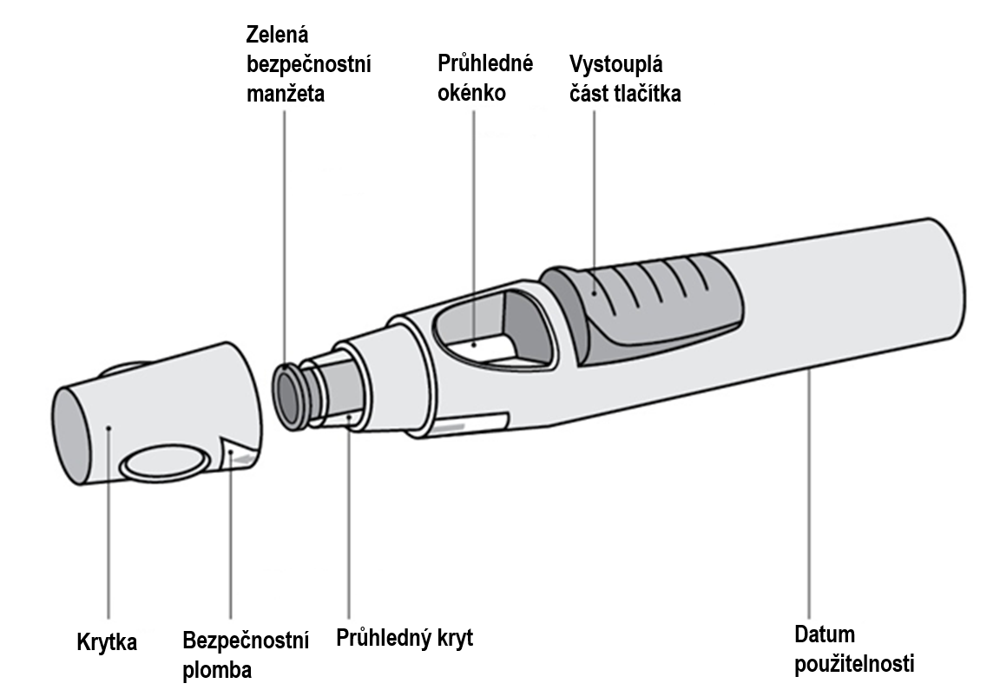 Zelená
bezpečnostní
manžeta
Průhledné
okénko
Vystouplá
část tlačítka
Krytka
Bezpečnostní
plomba
Průhledný kryt
Datum
použitelnosti